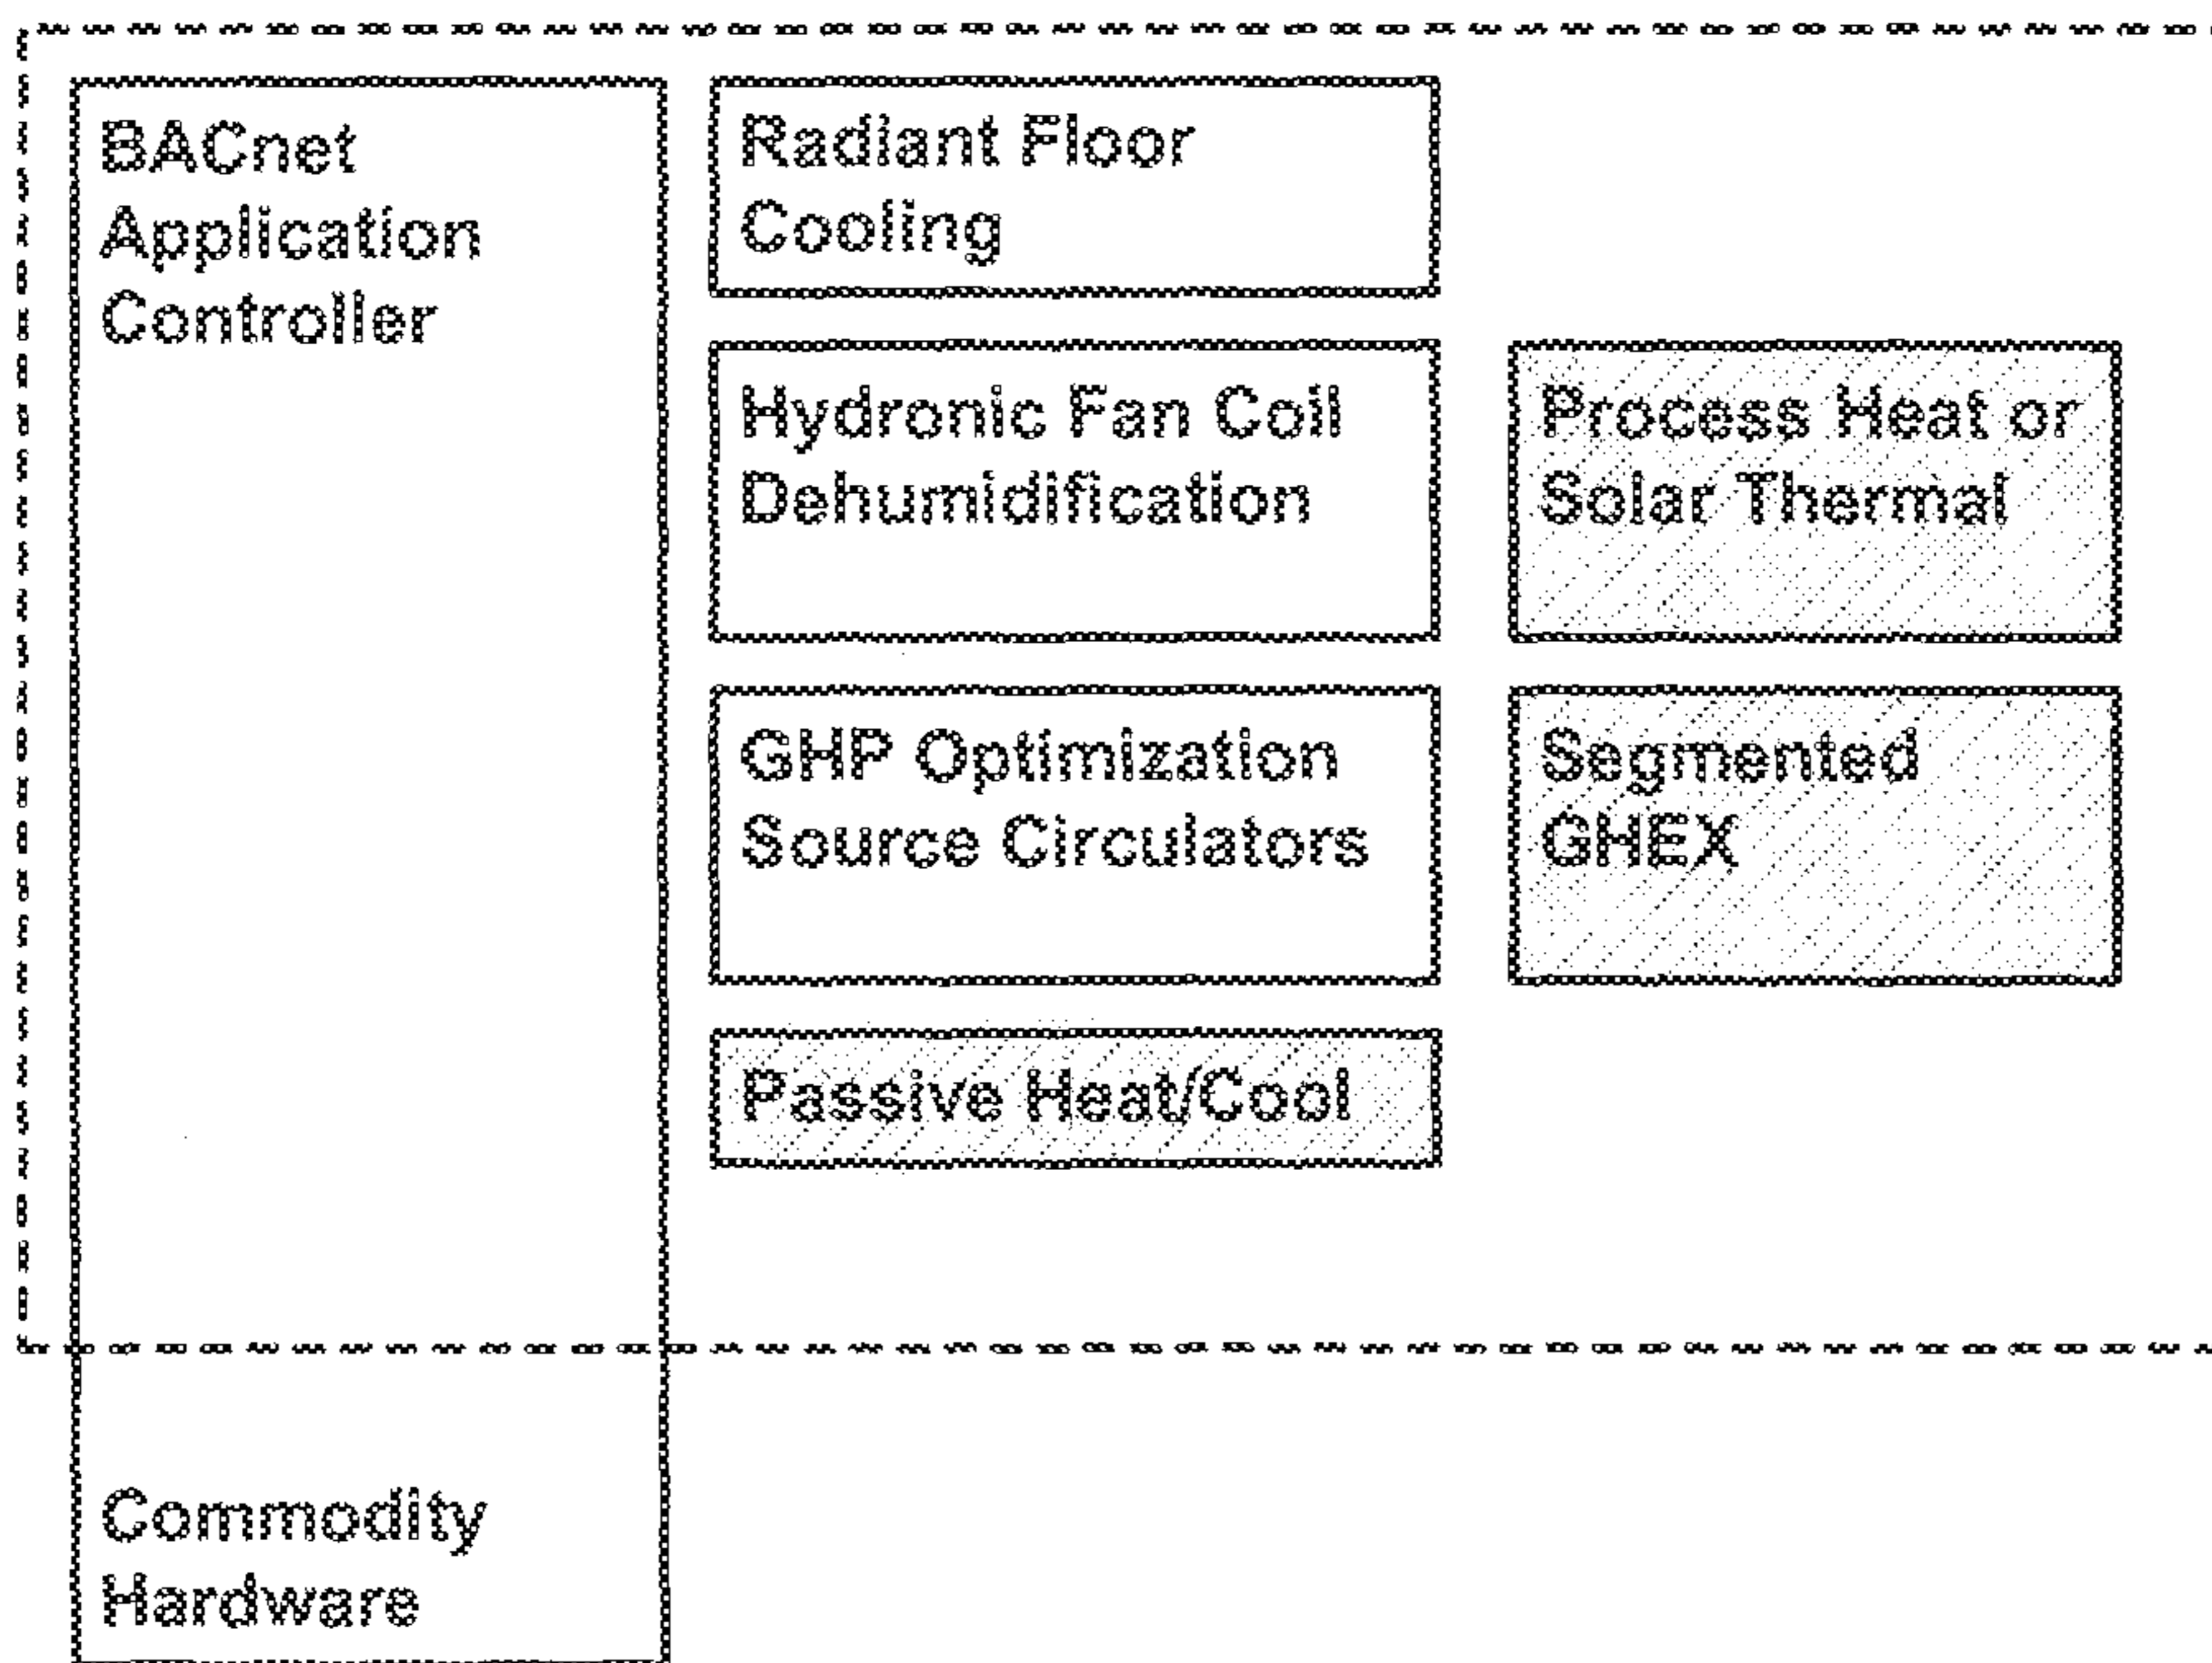 BACnet
Application
Controller
Commodity
Hardware
Radiant Floor
Cooling
Hydronic Fan Coil
Dehumidification
GHP Optimization
Source Circulators
Passive Heat/Cool
Process Heat or
Solar Thermal
Segmented
GHEX